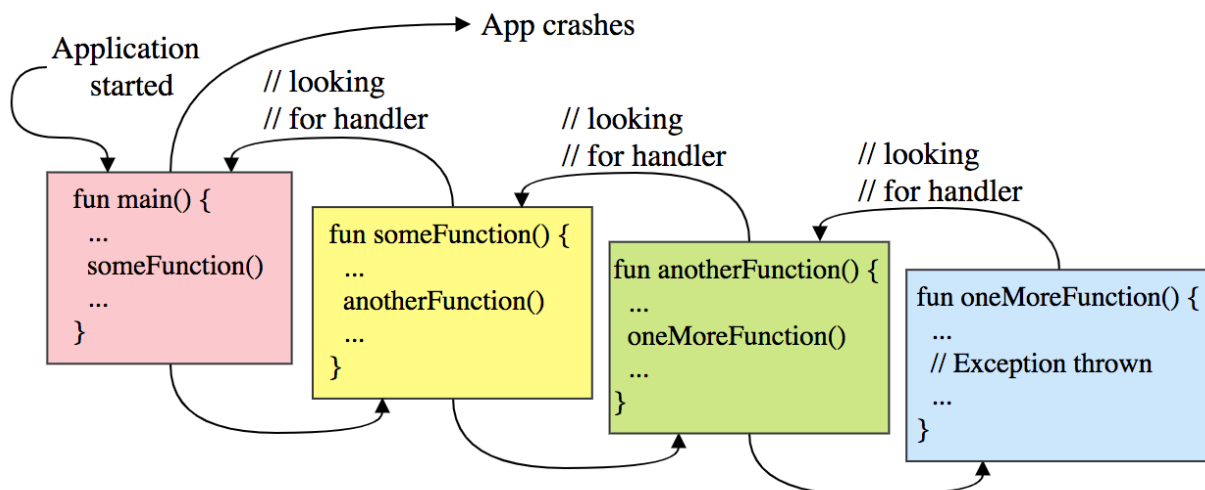 Application
started
App crashes
// looking
// for handler
// looking
// for handler
// looking
// for handler
fun main() {
...
someFunction()
...
}
fun someFunction() {
...
anotherFunction()
...
}
fun anotherFunction() {
...
oneMoreFunction()
...
}
fun oneMoreFunction() {
...
// Exception thrown
...
}